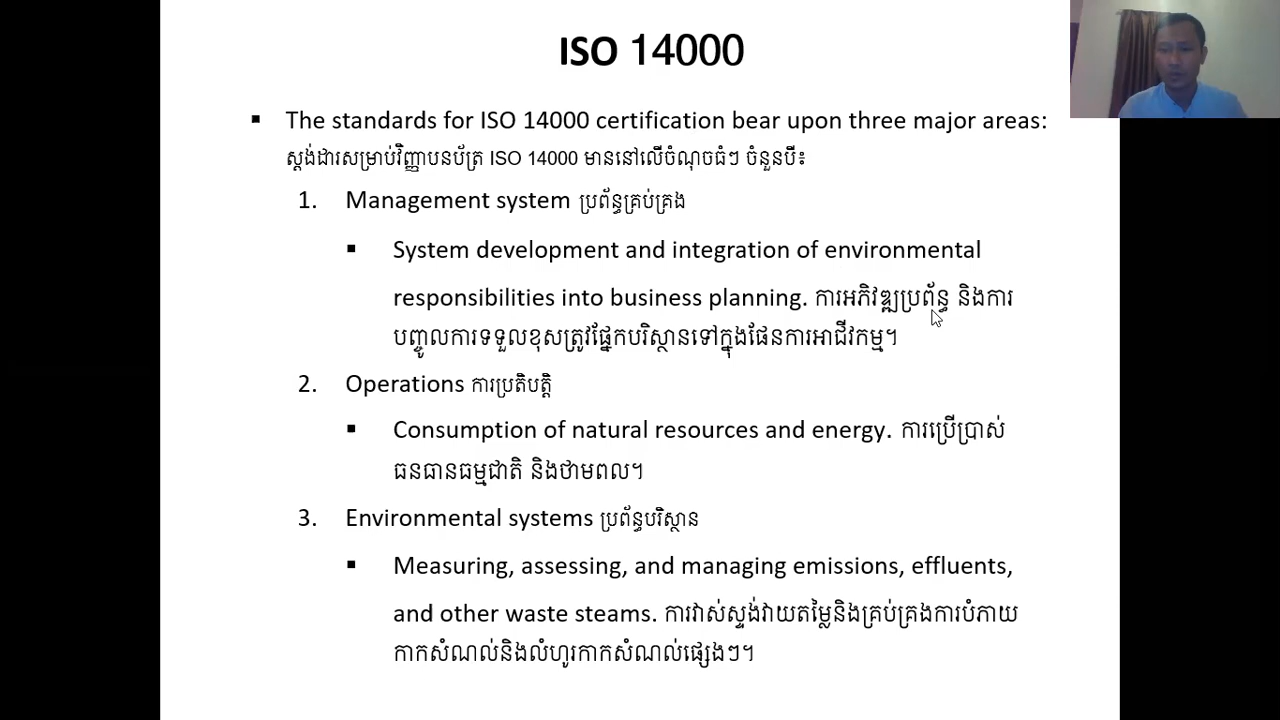 ISO 14000
▪ The standards for ISO 14000 certification bear upon three major areas:
ស្តង់ដារសម្រាប់វិញ្ញាបនប័ត្រ ISO 14000 មាននៅលើចំណុចធំៗ ចំនួនបី៖
1. Management system ប្រព័ន្ធគ្រប់គ្រង
▪ System development and integration of environmental
responsibilities into business planning. ការអភិវឌ្ឍប្រព័ន្ធ និងការ
បញ្ចូលការទទួលខុសត្រូវផ្នែកបរិស្ថានទៅក្នុងផែនការអាជីវកម្ម។
2. Operations ការប្រតិបត្តិ
▪ Consumption of natural resources and energy. ការប្រើប្រាស់
ធនធានធម្មជាតិ និងថាមពល។
3. Environmental systems ប្រព័ន្ធបរិស្ថាន
▪ Measuring, assessing, and managing emissions, effluents,
and other waste steams. ការវាស់ស្ទង់វាយតម្លៃនិងគ្រប់គ្រងការបំភាយ
កាកសំណល់និងលំហូរកាកសំណល់ផ្សេងៗ។